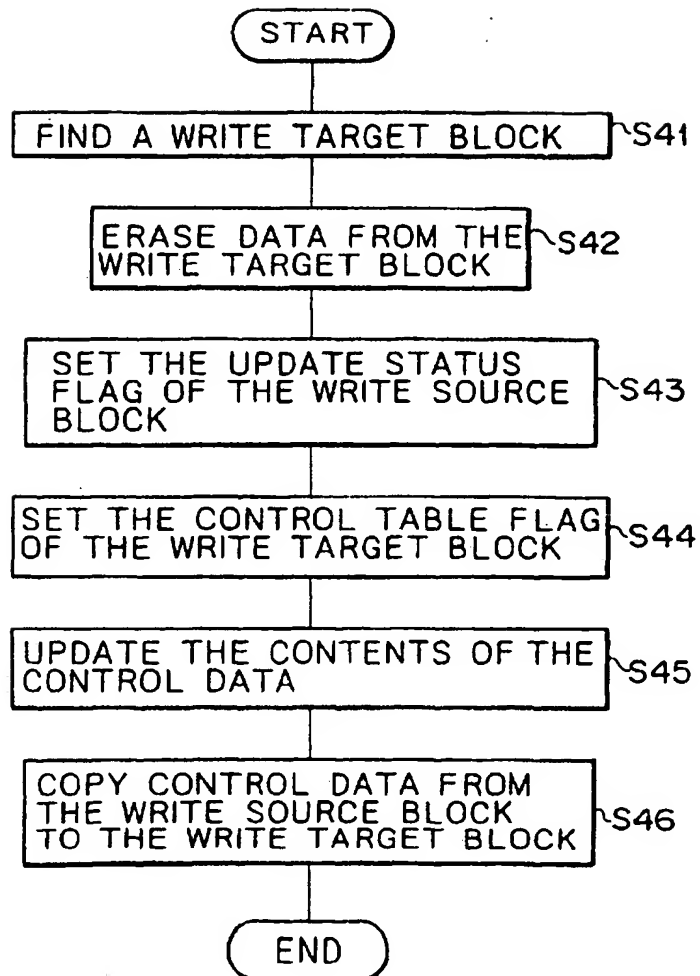 START
FIND A WRITE TARGET BLOCK S41
ERASE DATA FROM THE
WRITE TARGET BLOCK S42
SET THE UPDATE STATUS
FLAG OF THE WRITE SOURCE
BLOCK S43
SET THE CONTROL TABLE FLAG
OF THE WRITE TARGET BLOCK S44
UPDATE THE CONTENTS OF THE
CONTROL DATA S45
COPY CONTROL DATA FROM
THE WRITE SOURCE BLOCK
TO THE WRITE TARGET BLOCK S46
END